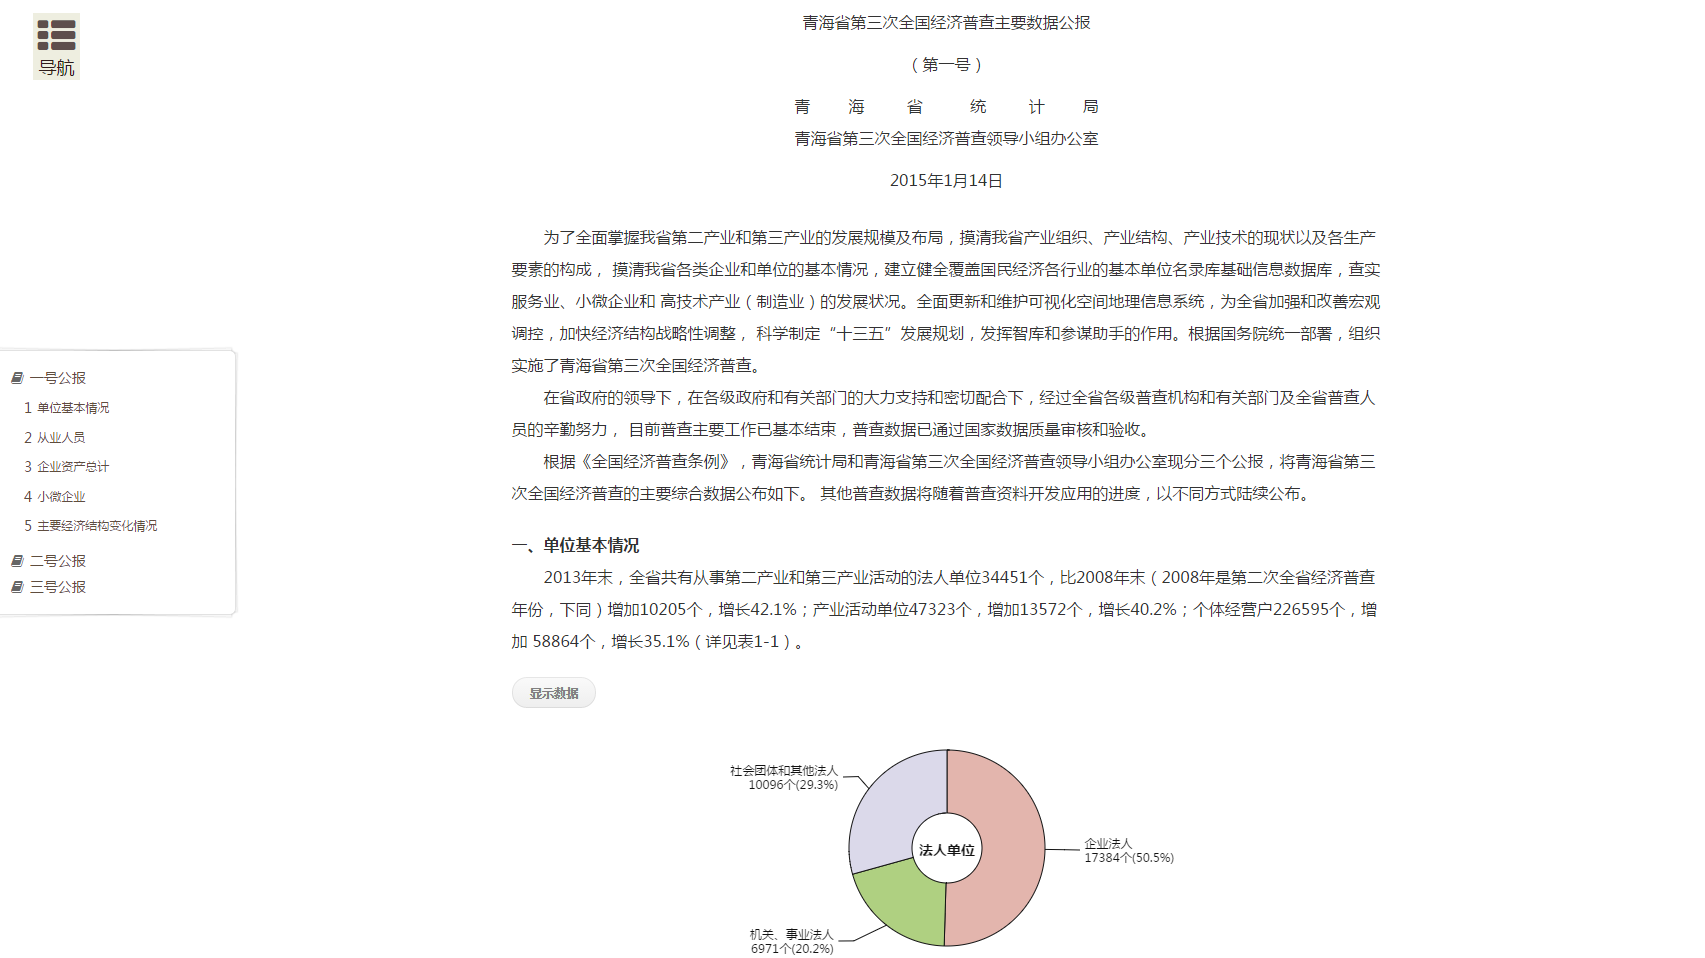 导航
青海省第三次全国经济普查主要数据公报
（第一号）
青 海 省 统 计 局
青海省第三次全国经济普查领导小组办公室
2015年1月14日
为了全面掌握我省第二产业和第三产业的发展规模及布局，摸清我省产业组织、产业结构、产业技术的现状以及各生产
要素的构成， 摸清我省各类企业和单位的基本情况，建立健全覆盖国民经济各行业的基本单位名录库基础信息数据库，查实
服务业、小微企业和 高技术产业（制造业）的发展状况。全面更新和维护可视化空间地理信息系统，为全省加强和改善宏观
调控，加快经济结构战略性调整， 科学制定“十三五”发展规划，发挥智库和参谋助手的作用。根据国务院统一部署，组织
实施了青海省第三次全国经济普查。
在省政府的领导下，在各级政府和有关部门的大力支持和密切配合下，经过全省各级普查机构和有关部门及全省普查人
员的辛勤努力， 目前普查主要工作已基本结束，普查数据已通过国家数据质量审核和验收。
根据《全国经济普查条例》，青海省统计局和青海省第三次全国经济普查领导小组办公室现分三个公报，将青海省第三
次全国经济普查的主要综合数据公布如下。 其他普查数据将随着普查资料开发应用的进度，以不同方式陆续公布。
一号公报
1 单位基本情况
2 从业人员
3 企业资产总计
4 小微企业
5 主要经济结构变化情况
二号公报
三号公报
一、单位基本情况
2013年末，全省共有从事第二产业和第三产业活动的法人单位34451个，比2008年末（2008年是第二次全省经济普查
年份，下同）增加10205个，增长42.1%；产业活动单位47323个，增加13572个，增长40.2%；个体经营户226595个，增
加 58864个，增长35.1%（详见表1-1）。
显示数据
社会团体和其他法人
10096个(29.3%)
企业法人
17384个(50.5%)
法人单位
机关、事业法人
6971个(20.2%)